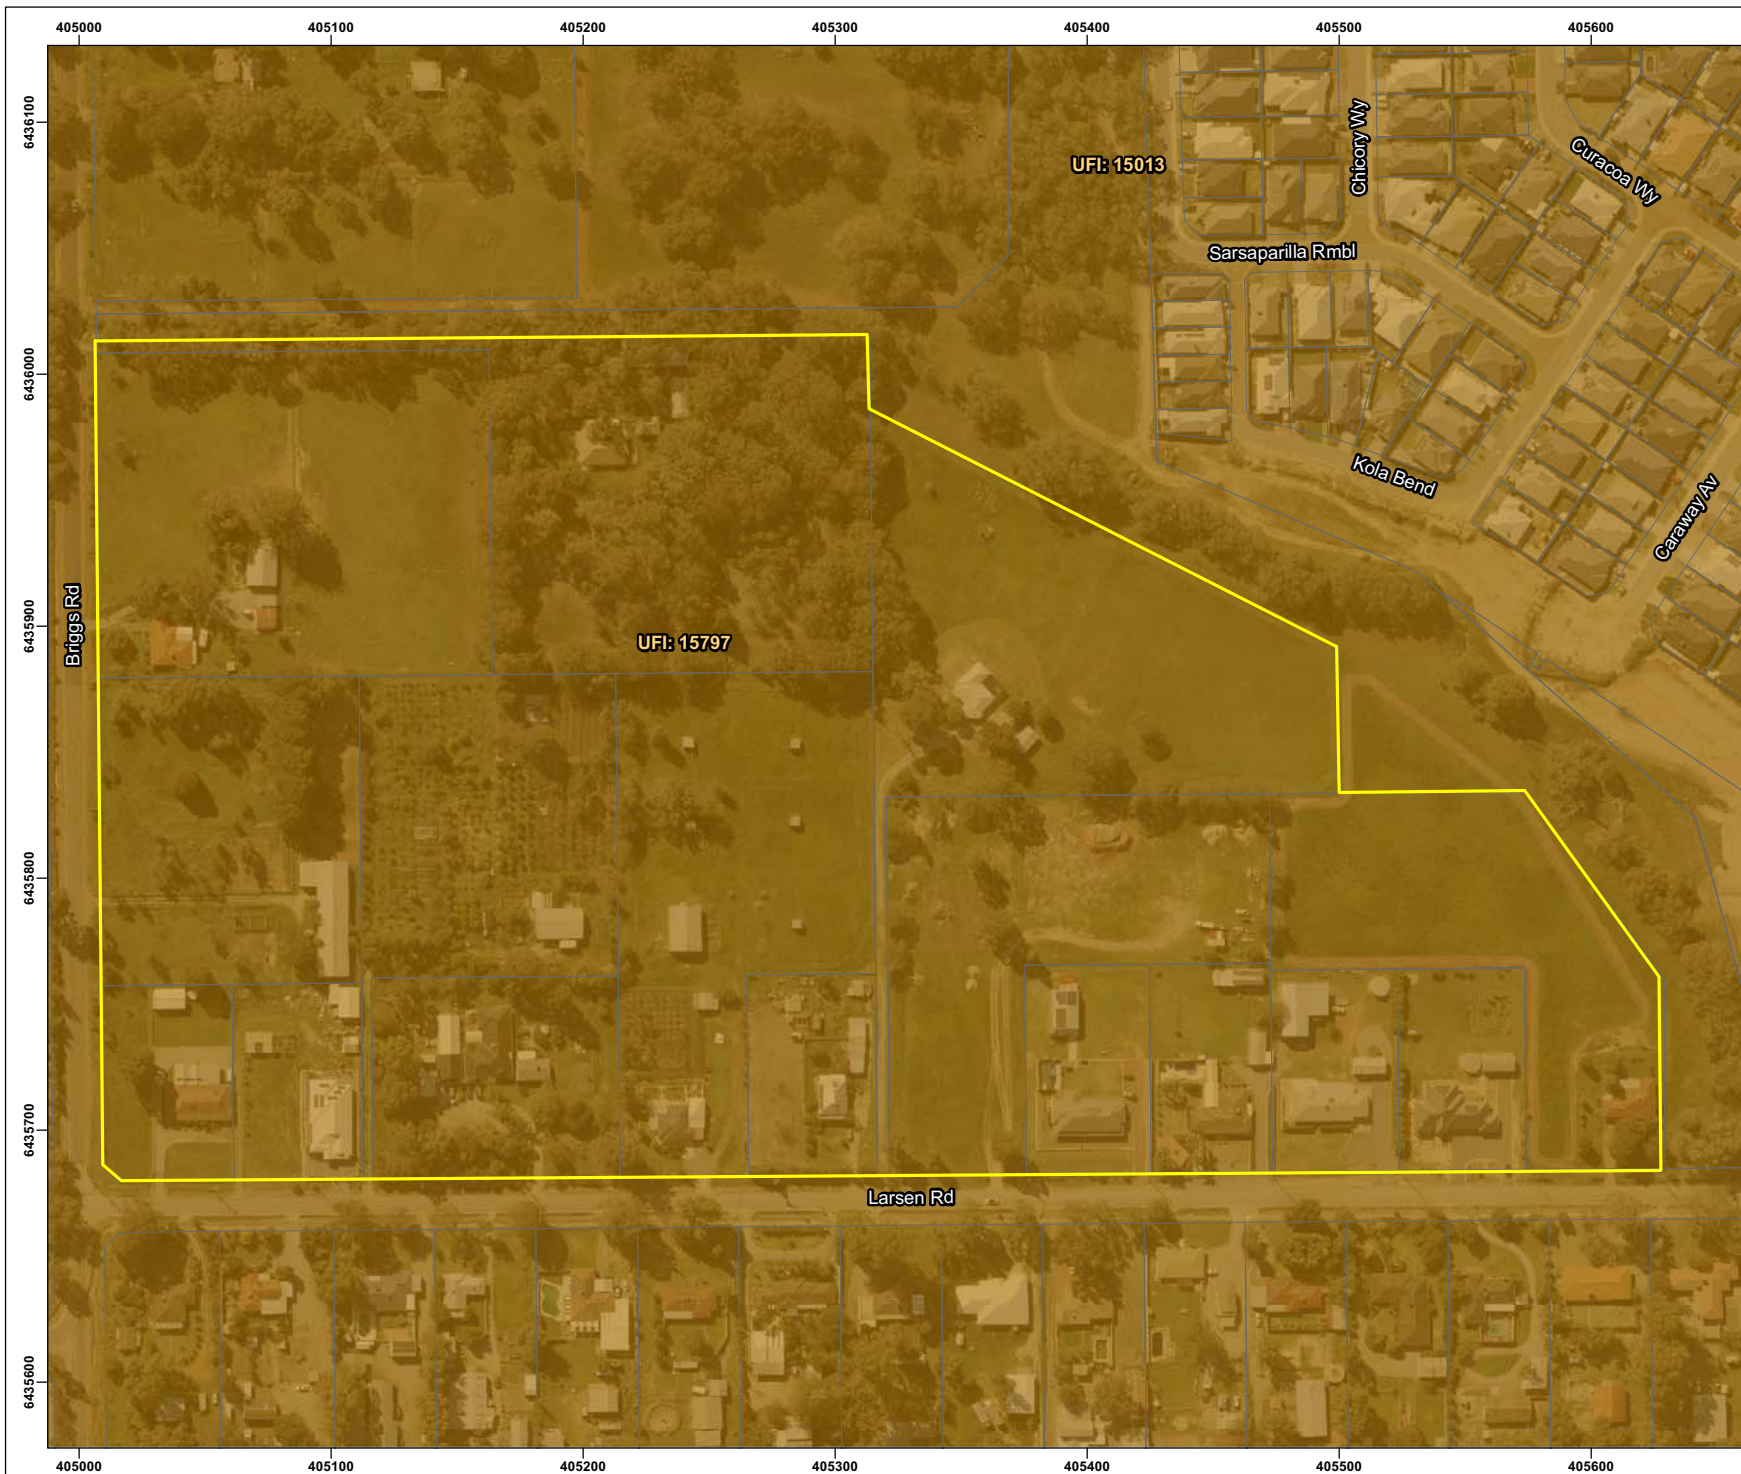 405000 405100 405200 405300 405400 405500 405600
6436100
Chicory Wy
Curacoa Wy
UFI: 15013
Sarsaparilla Rmbl
6436000
Kola Bend
Caraway Av
6435900
Briggs Rd
UFI: 15797
6435800
6435700
Larsen Rd
6435600
405000 405100 405200 405300 405400 405500 405600